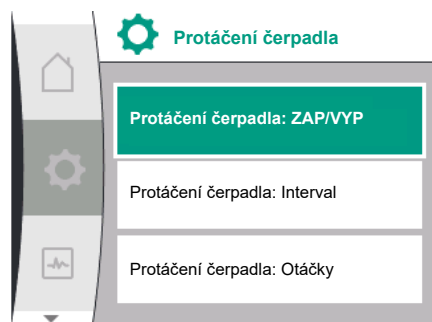 Protáčení čerpadla
Protáčení čerpadla: ZAP/VYP
Protáčení čerpadla: Interval
Protáčení čerpadla: Otáčky